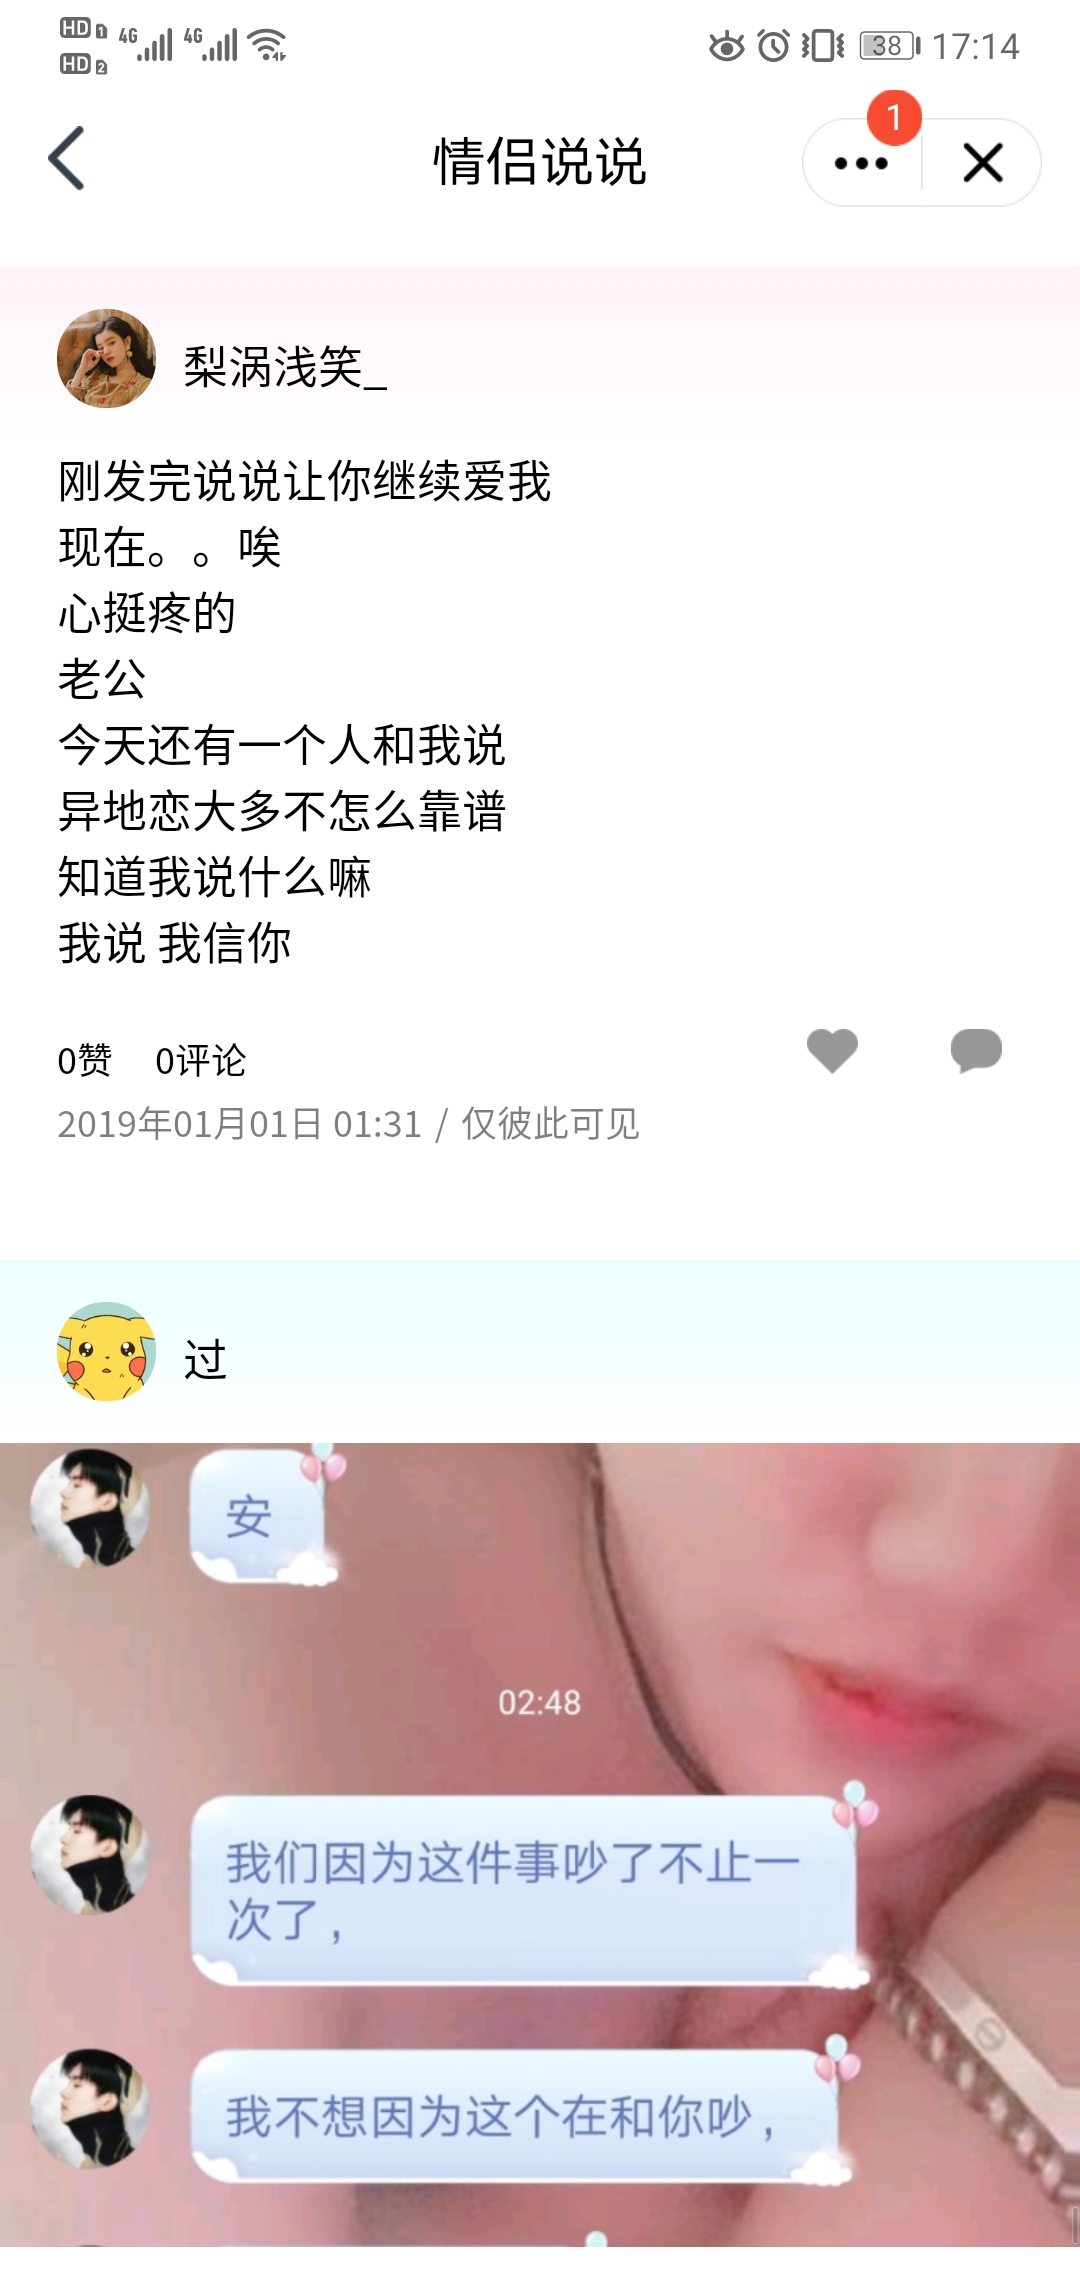 HD 1 4G 4G
HD 2
38 17:14
1
情侣说说
梨涡浅笑_
刚发完说说让你继续爱我
现在。。唉
心挺疼的
老公
今天还有一个人和我说
异地恋大多不怎么靠谱
知道我说什么嘛
我说 我信你
0赞 0评论
2019年01月01日 01:31 / 仅彼此可见
过
安
02:48
我们因为这件事吵了不止一
次了，
我不想因为这个在和你吵，